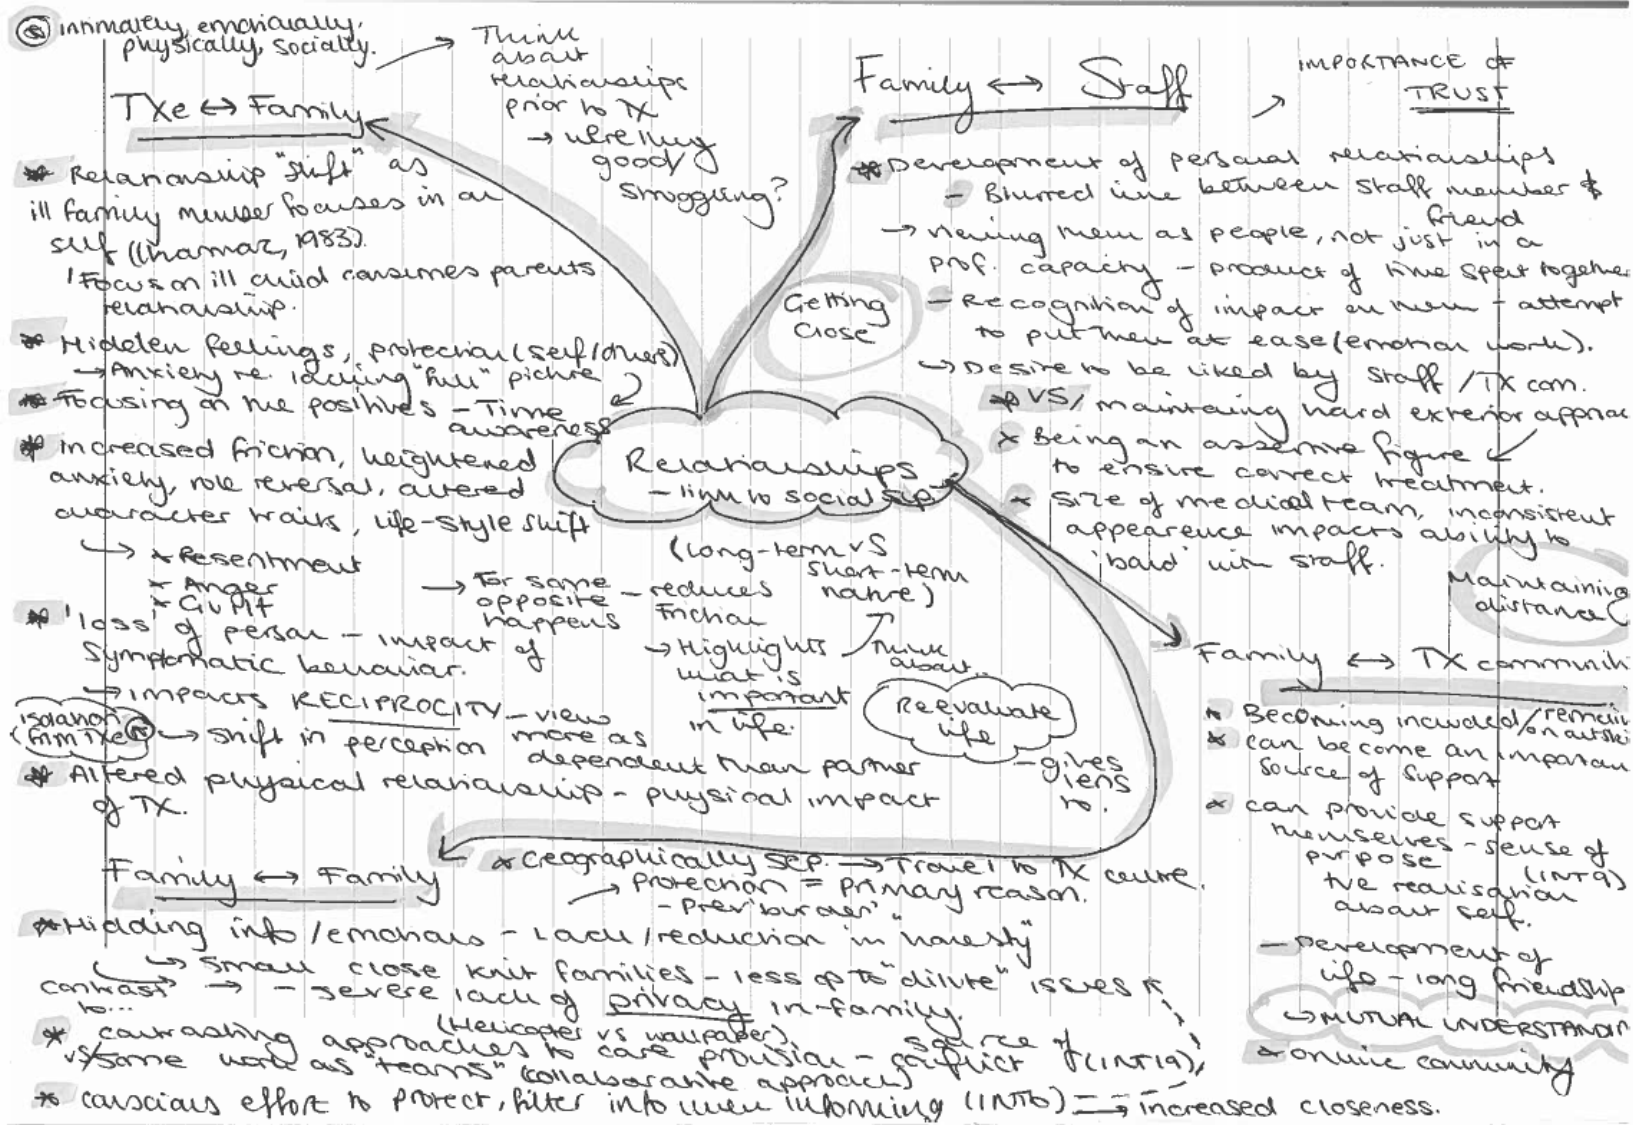 ⊛ intimately, emotionally,
physically, socially.
→ Think
about
relationships
prior to TX
→ were they
good/
struggling?
TXe ↔ Family
* Relationship "shift" as
ill family member focuses in on
self (Charmaz, 1983).
! Focus on ill child consumes parents
relationship.
* Hidden feelings, protection (self/others)
→ Anxiety re. lacking "full" picture
* Focusing on the positives - Time
awareness
* Increased friction, heightened
anxiety, role reversal, altered
character traits, life-style shift
↳ * Resentment
* Anger
* Guilt
→ For some
opposite
happens
- reduces
friction
→ Highlights
what is
important
in life.
* 'loss' of person - impact of
symptomatic behaviour.
↳ impacts RECIPROCITY - view
more as
dependent than partner
isolation
from TXe ⊛ → shift in perception
* Altered physical relationship - physical impact
of TX.
Relationships
- link to social sup.
(long-term vs
short-term
nature)
Think
about...
Re evaluate
life
- gives
lens
to.
Getting
Close
Family ↔ Staff
→ IMPORTANCE OF
TRUST
* Development of personal relationships
- Blurred line between staff member &
friend
→ viewing them as people, not just in a
prof. capacity - product of time spent together
- Recognition of impact on them - attempt
to put them at ease (emotion work).
↳ Desire to be liked by staff / TX com.
* VS / maintaing hard exterior approac
* Being an assertive figure
to ensure correct treatment.
* Size of medical team, inconsistent
appearence impacts ability to
'bond' with staff.
Maintaining
distance
Family ↔ TX communit
* Becoming included/remain
/on outski
* can become an importan
source of support
* can provide support
themselves - sense of
purpose (INT9)
+ve realisation
about self.
- Development of
life-long friendship
↳ MUTUAL UNDERSTANDIN
* online community
Family ↔ Family
* Geographically sep. → Travel to TX centre.
→ protection = primary reason.
- prev 'burden'
* Hidding info / emotions - Lack / reduction "in honesty"
↳ Small close knit families - less op to "dilute" issues
contrast → - severe lack of privacy in-family.
to...
(Helicopter vs wallpaper).
* contrasting approaches to care provision - source of conflict (INT19),
vs/some work as "teams" (collaborative approach)
* conscious effort to protect, filter info when informing (INT6) → increased closeness.